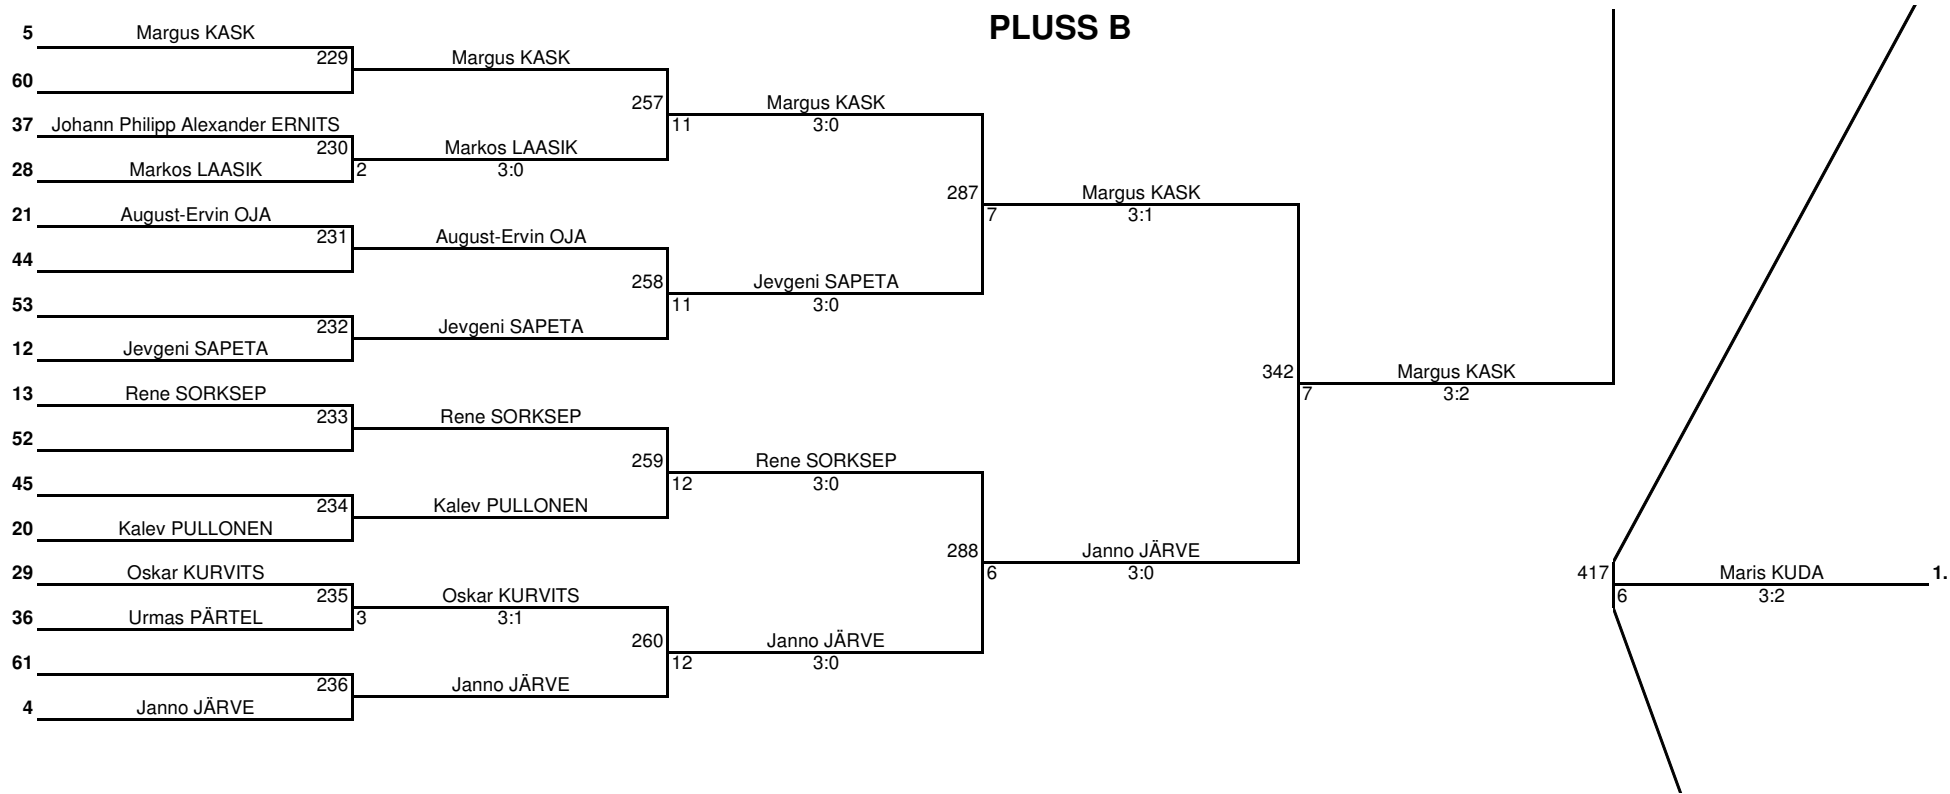 PLUSS B
5 Margus KASK
229 Margus KASK
60
257 Margus KASK
37 Johann Philipp Alexander ERNITS
11 3:0
230 Markos LAASIK
28 Markos LAASIK
2 3:0
287 Margus KASK
21 August-Ervin OJA
7 3:1
231 August-Ervin OJA
44
258 Jevgeni SAPETA
53
11 3:0
232 Jevgeni SAPETA
12 Jevgeni SAPETA
342 Margus KASK
13 Rene SORKSEP
7 3:2
233 Rene SORKSEP
52
259 Rene SORKSEP
45
12 3:0
234 Kalev PULLONEN
20 Kalev PULLONEN
288 Janno JÄRVE
29 Oskar KURVITS
6 3:0
417 Maris KUDA 1.
235 Oskar KURVITS
6 3:2
36 Urmas PÄRTEL
3 3:1
260 Janno JÄRVE
61
12 3:0
236 Janno JÄRVE
4 Janno JÄRVE